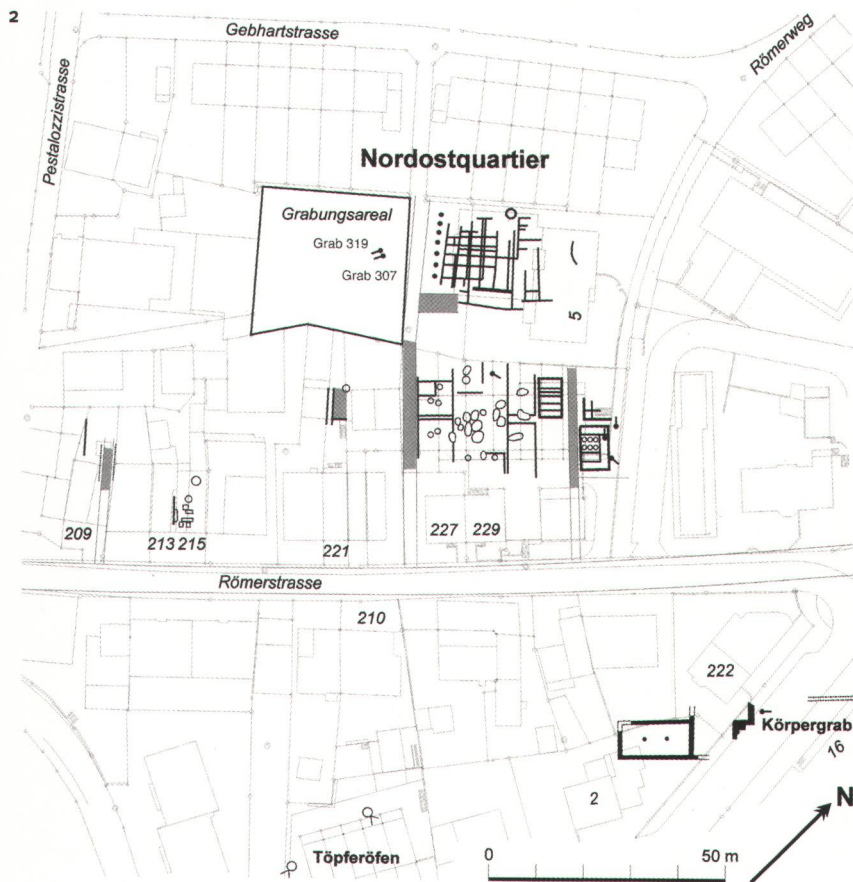 2
Gebhartstrasse
Römerweg
Pestalozzistrasse
Nordostquartier
Grabungsareal
Grab 319
Grab 307
5
209
213 215
221
227
229
Römerstrasse
210
222
Körpergrab
16
2
N
Töpferöfen
0
50 m